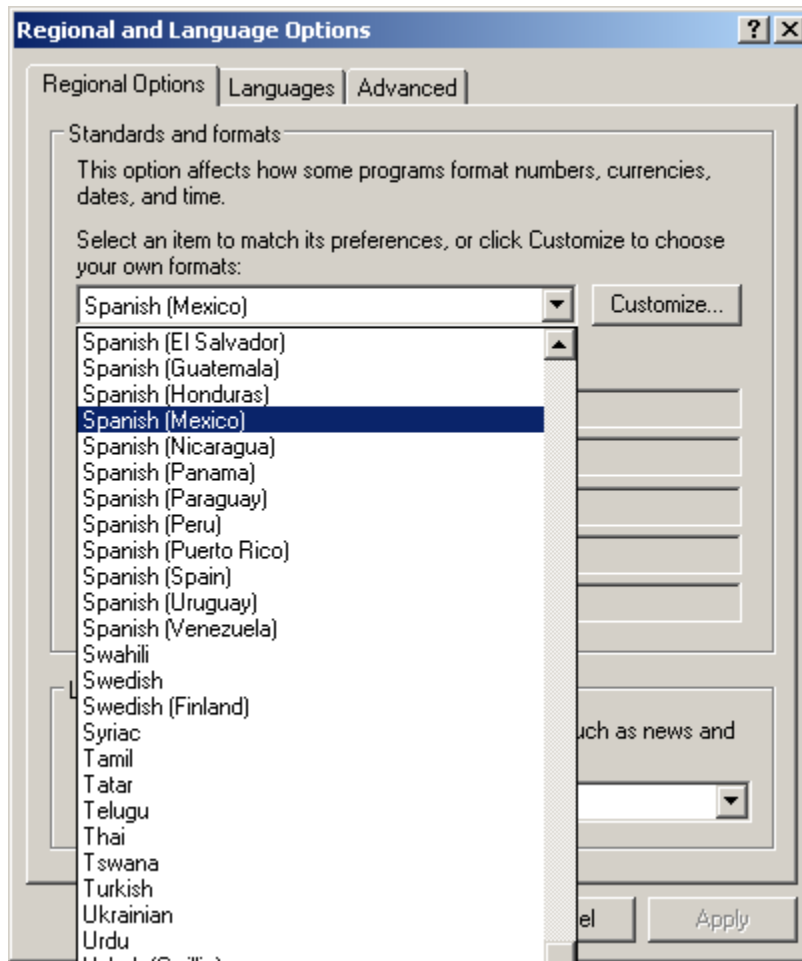 Regional and Language Options
Regional Options
Languages
Advanced
Standards and formats
This option affects how some programs format numbers, currencies,
dates, and time.
Select an item to match its preferences, or click Customize to choose
your own formats:
Spanish (Mexico)
Customize...
Spanish (El Salvador)
Spanish (Guatemala)
Spanish (Honduras)
Spanish (Mexico)
Spanish (Nicaragua)
Spanish (Panama)
Spanish (Paraguay)
Spanish (Peru)
Spanish (Puerto Rico)
Spanish (Spain)
Spanish (Uruguay)
Spanish (Venezuela)
Swahili
Swedish
Swedish (Finland)
Syriac
uch as news and
Tamil
Tatar
Telugu
Thai
Tswana
Turkish
Ukrainian
el
Apply
Urdu